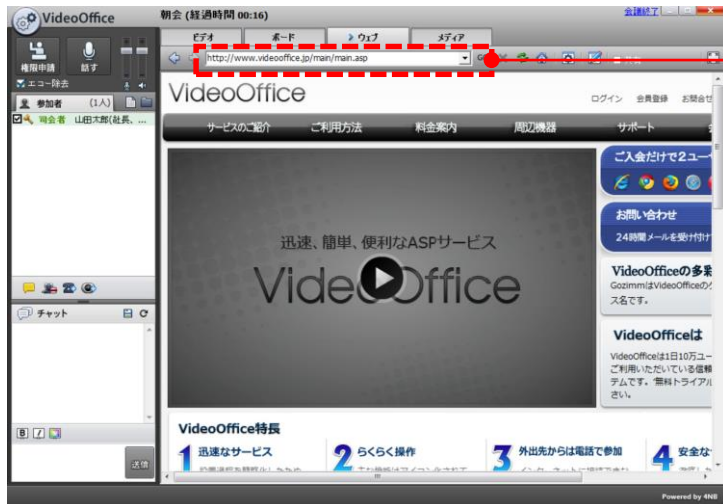 VideoOffice
朝会 (経過時間 00:16)
会議終了
ビデオ
ボード
ウェブ
メディア
権限申請
話す
エコー除去
http://www.videooffice.jp/main/main.asp
参加者 (1人)
司会者 山田太郎(社長、...
チャット
B
I
送信
VideoOffice
ログイン 会員登録 お問合せ
サービスのご紹介 ご利用方法 料金案内 周辺機器 サポート
迅速、簡単、便利なASPサービス
VideoOffice
ご入会だけで2ユー
お問い合わせ
24時間メールを受け付け
VideoOfficeの多彩
GozimmはVideoOfficeの
ス名です。
VideoOfficeは
VideoOfficeは1日10万ユー
ご利用いただいている信頼
テムです。無料トライアル
さい。
VideoOffice特長
1 迅速なサービス
2 らくらく操作
3 外出先からは電話で参加
4 安全な
Powered by 4NB